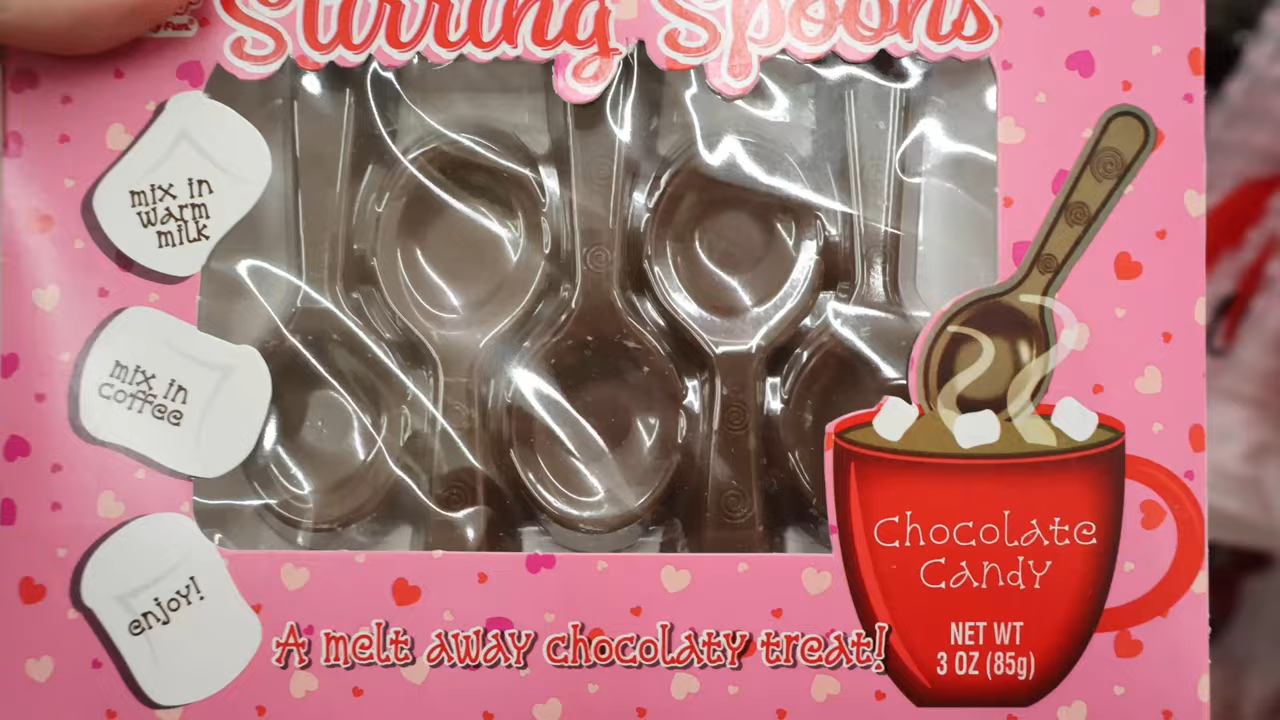 Stirring Spoons
mix in
warm
milk
mix in
coffee
enjoy!
A melt away chocolaty treat!
Chocolate
Candy
NET WT
3 OZ (85g)